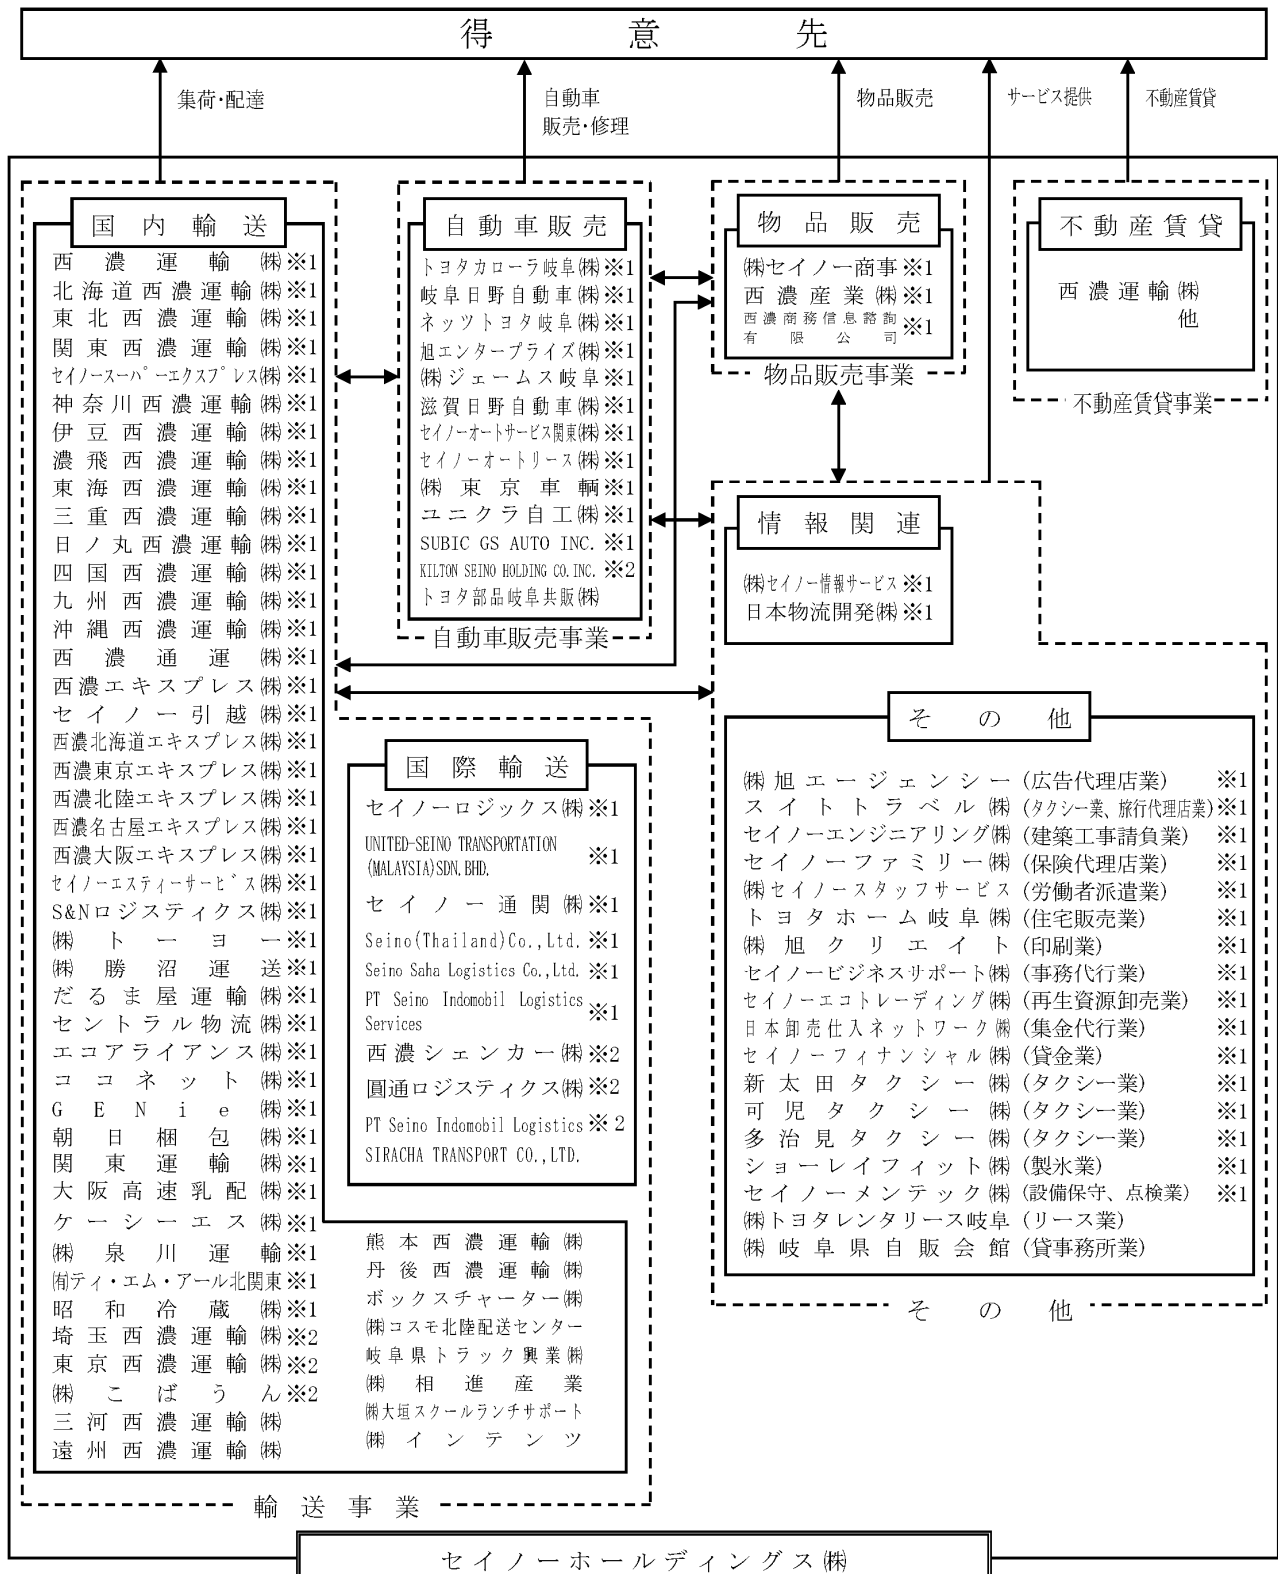 得意先
集荷・配達
自動車
販売・修理
物品販売
サービス提供
不動産賃貸
国内輸送
西濃運輸㈱※1
北海道西濃運輸㈱※1
東北西濃運輸㈱※1
関東西濃運輸㈱※1
セイノースーパーエクスプレス㈱※1
神奈川西濃運輸㈱※1
伊豆西濃運輸㈱※1
濃飛西濃運輸㈱※1
東海西濃運輸㈱※1
三重西濃運輸㈱※1
日ノ丸西濃運輸㈱※1
四国西濃運輸㈱※1
九州西濃運輸㈱※1
沖縄西濃運輸㈱※1
西濃通運㈱※1
西濃エキスプレス㈱※1
セイノー引越㈱※1
西濃北海道エキスプレス㈱※1
西濃東京エキスプレス㈱※1
西濃北陸エキスプレス㈱※1
西濃名古屋エキスプレス㈱※1
西濃大阪エキスプレス㈱※1
セイノーエスティーサービス㈱※1
S&Nロジスティクス㈱※1
㈱トーヨー※1
㈱勝沼運送※1
だるま屋運輸㈱※1
セントラル物流㈱※1
エコアライアンス㈱※1
ココネット㈱※1
GENie㈱※1
朝日梱包㈱※1
関東運輸㈱※1
大阪高速乳配㈱※1
ケーシーエス㈱※1
㈱泉川運輸※1
㈲ティ・エム・アール北関東※1
昭和冷蔵㈱※1
埼玉西濃運輸㈱※2
東京西濃運輸㈱※2
㈱こばうん※2
三河西濃運輸㈱
遠州西濃運輸㈱
熊本西濃運輸㈱
丹後西濃運輸㈱
ボックスチャーター㈱
㈱コスモ北陸配送センター
岐阜県トラック興業㈱
㈱相進産業
㈱大垣スクールランチサポート
㈱インテンツ
国際輸送
セイノーロジックス㈱※1
UNITED-SEINO TRANSPORTATION
(MALAYSIA)SDN.BHD. ※1
セイノー通関㈱※1
Seino(Thailand)Co.,Ltd. ※1
Seino Saha Logistics Co.,Ltd. ※1
PT Seino Indomobil Logistics
Services ※1
西濃シェンカー㈱※2
圓通ロジスティクス㈱※2
PT Seino Indomobil Logistics ※2
SIRACHA TRANSPORT CO.,LTD.
輸送事業
自動車販売
トヨタカローラ岐阜㈱※1
岐阜日野自動車㈱※1
ネッツトヨタ岐阜㈱※1
旭エンタープライズ㈱※1
㈱ジェームス岐阜※1
滋賀日野自動車㈱※1
セイノーオートサービス関東㈱※1
セイノーオートリース㈱※1
㈱東京車輌※1
ユニクラ自工㈱※1
SUBIC GS AUTO INC. ※1
KILTON SEINO HOLDING CO.INC. ※2
トヨタ部品岐阜共販㈱
自動車販売事業
物品販売
㈱セイノー商事※1
西濃産業㈱※1
西濃商務信息諮詢
有限公司 ※1
物品販売事業
不動産賃貸
西濃運輸㈱
他
不動産賃貸事業
情報関連
㈱セイノー情報サービス※1
日本物流開発㈱※1
その他
㈱旭エージェンシー(広告代理店業) ※1
スイトトラベル㈱(タクシー業、旅行代理店業)※1
セイノーエンジニアリング㈱(建築工事請負業) ※1
セイノーファミリー㈱(保険代理店業) ※1
㈱セイノースタッフサービス(労働者派遣業) ※1
トヨタホーム岐阜㈱(住宅販売業) ※1
㈱旭クリエイト(印刷業) ※1
セイノービジネスサポート㈱(事務代行業) ※1
セイノーエコトレーディング㈱(再生資源卸売業) ※1
日本卸売仕入ネットワーク㈱(集金代行業) ※1
セイノーフィナンシャル㈱(貸金業) ※1
新太田タクシー㈱(タクシー業) ※1
可児タクシー㈱(タクシー業) ※1
多治見タクシー㈱(タクシー業) ※1
ショーレイフィット㈱(製氷業) ※1
セイノーメンテック㈱(設備保守、点検業) ※1
㈱トヨタレンタリース岐阜(リース業)
㈱岐阜県自販会館(貸事務所業)
その他
セイノーホールディングス㈱